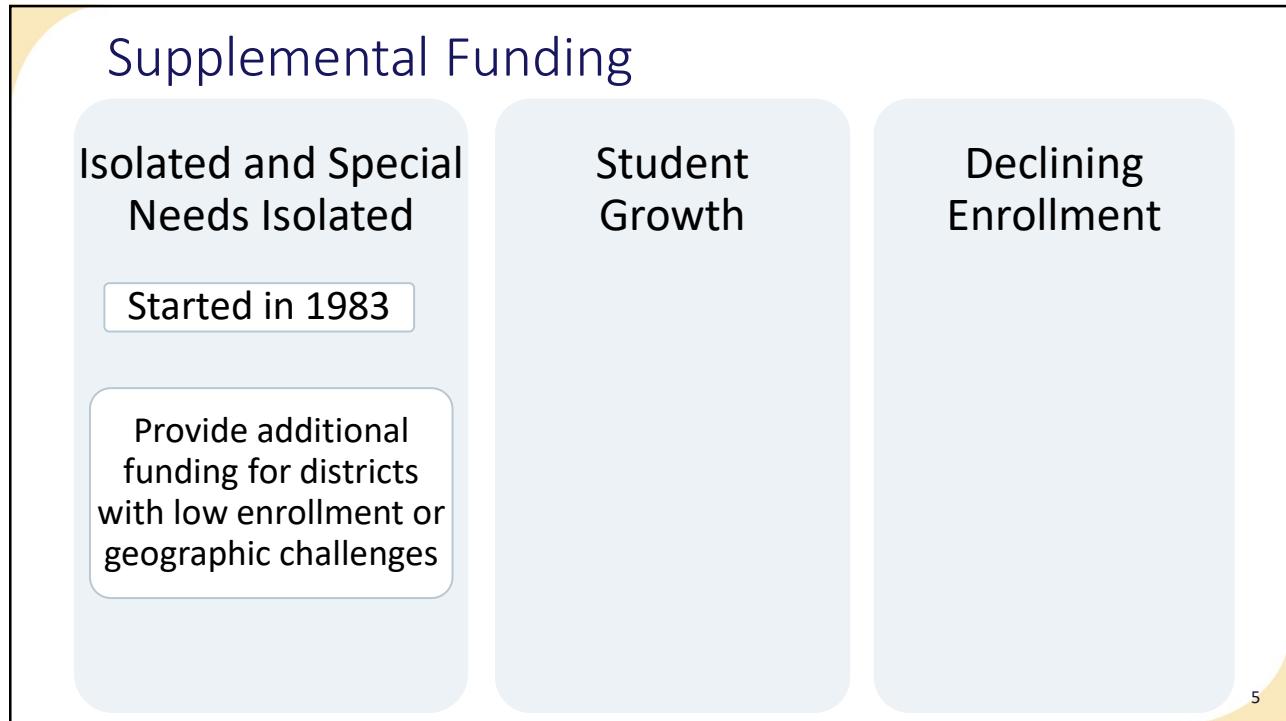 Supplemental Funding
Isolated and Special
Needs Isolated
Started in 1983
Provide additional
funding for districts
with low enrollment or
geographic challenges
Student
Growth
Declining
Enrollment
5